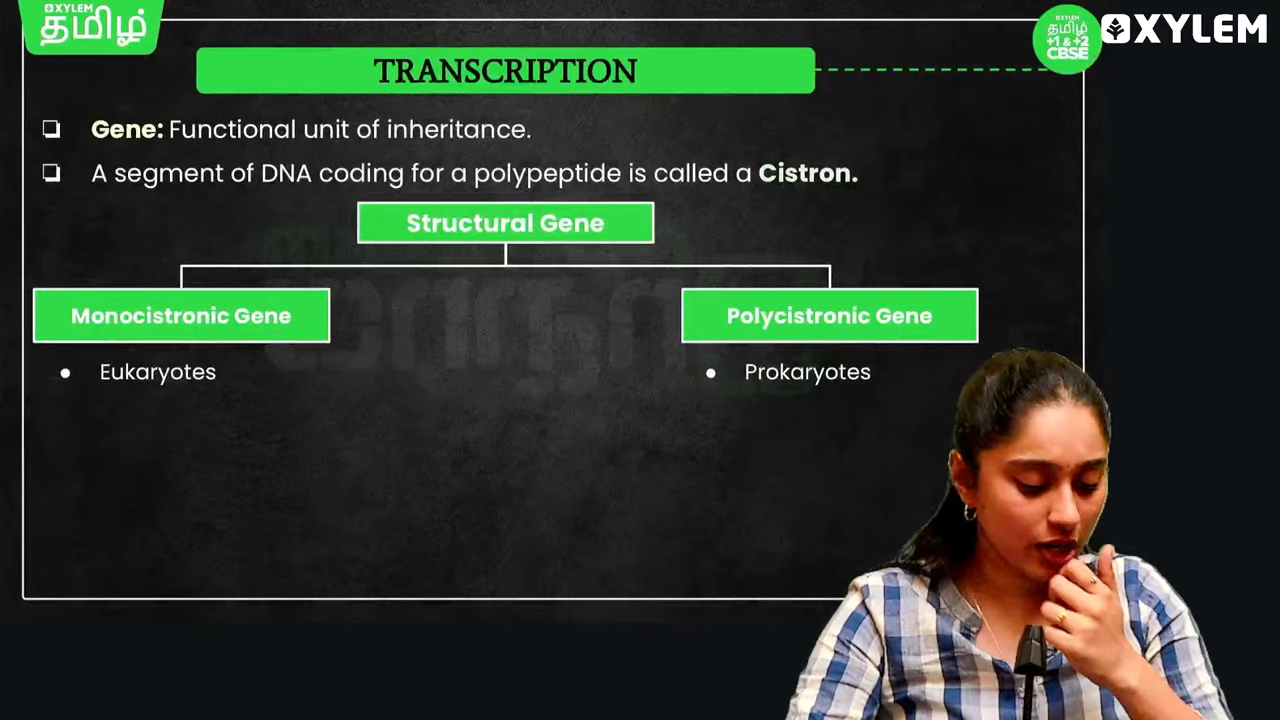 XYLEM
தமிழ்
TRANSCRIPTION
XYLEM
தமிழ்
+1 & +2
CBSE
XYLEM
Gene: Functional unit of inheritance.
A segment of DNA coding for a polypeptide is called a Cistron.
Structural Gene
Monocistronic Gene
Polycistronic Gene
• Eukaryotes
• Prokaryotes